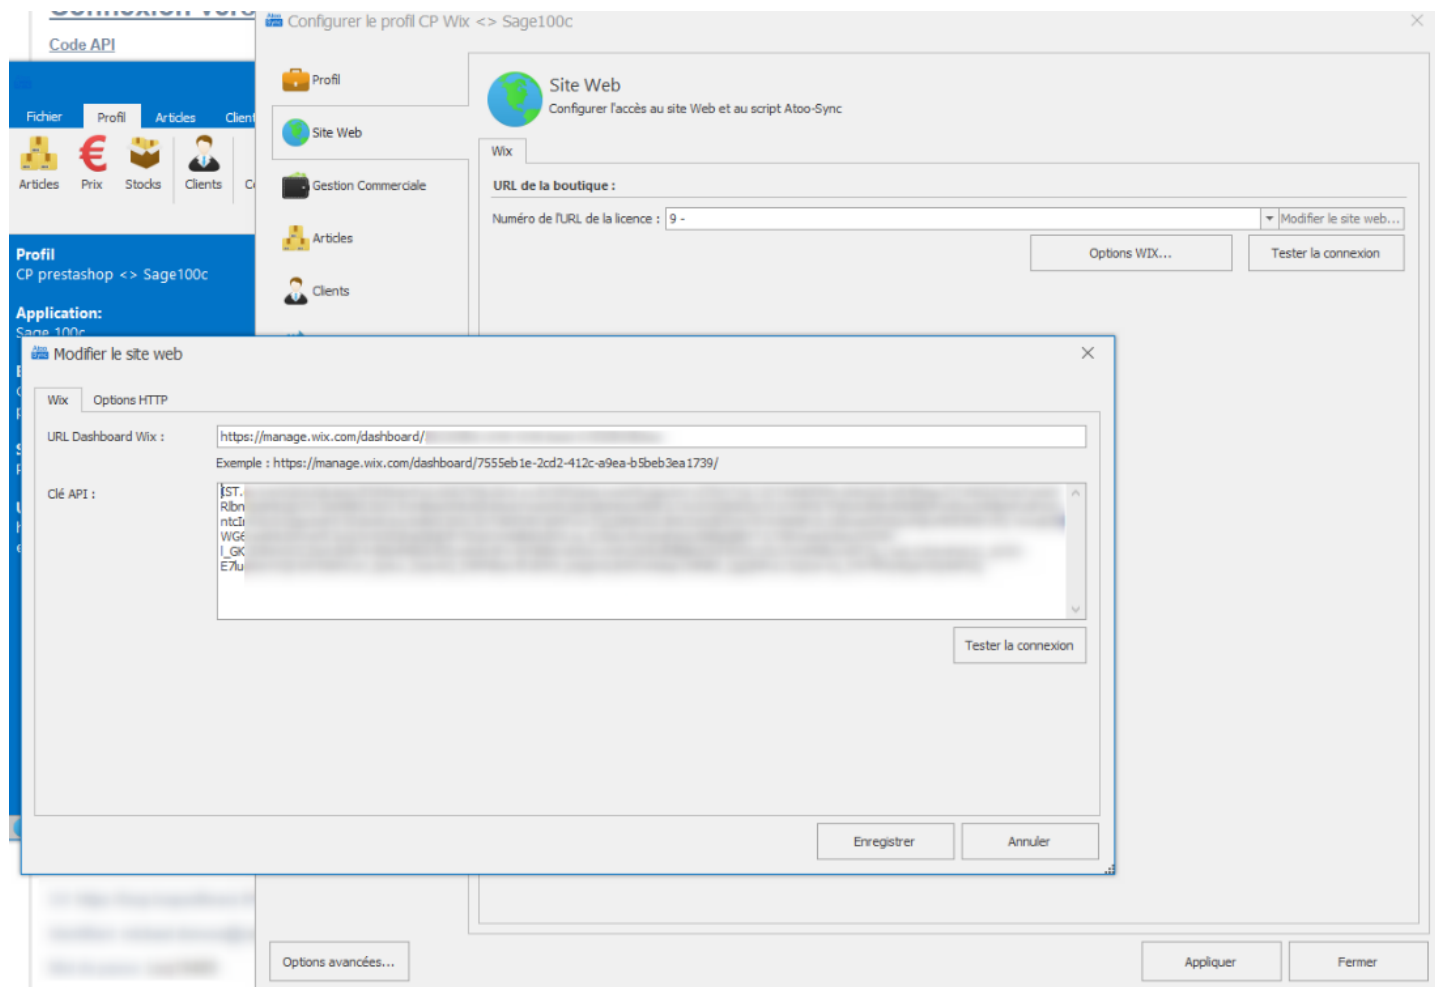 Code API
Configurer le profil CP Wix <> Sage100c
Fichier Profil Articles Client
Articles Prix Stocks Clients
Profil
CP prestashop <> Sage100c
Application:
Sage 100c
Profil
Site Web
Gestion Commerciale
Articles
Clients
Site Web
Configurer l'accès au site Web et au script Atoo-Sync
Wix
URL de la boutique :
Numéro de l'URL de la licence : 9 - Modifier le site web...
Options WIX... Tester la connexion
Modifier le site web
Wix Options HTTP
URL Dashboard Wix : https://manage.wix.com/dashboard/
Exemple : https://manage.wix.com/dashboard/7555eb1e-2cd2-412c-a9ea-b5beb3ea1739/
Clé API :
Tester la connexion
Enregistrer Annuler
Options avancées... Appliquer Fermer